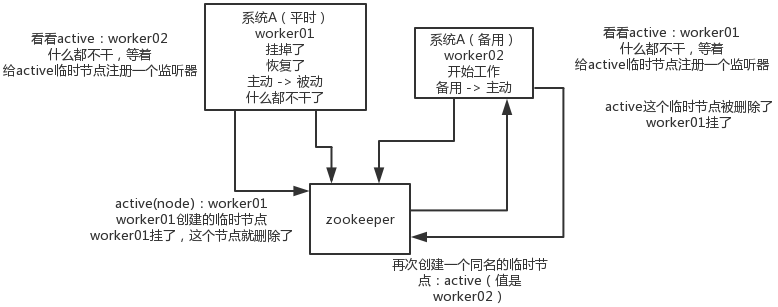 看看active：worker02
什么都不干，等着
给active临时节点注册一个监听器
系统A（平时）
worker01
挂掉了
恢复了
主动 -> 被动
什么都不干了
系统A（备用）
worker02
开始工作
备用 -> 主动
看看active：worker01
什么都不干，等着
给active临时节点注册一个监听器
active这个临时节点被删除了
worker01挂了
active(node)：worker01
worker01创建的临时节点
worker01挂了，这个节点就删除了
zookeeper
再次创建一个同名的临时节
点：active（值是
worker02）